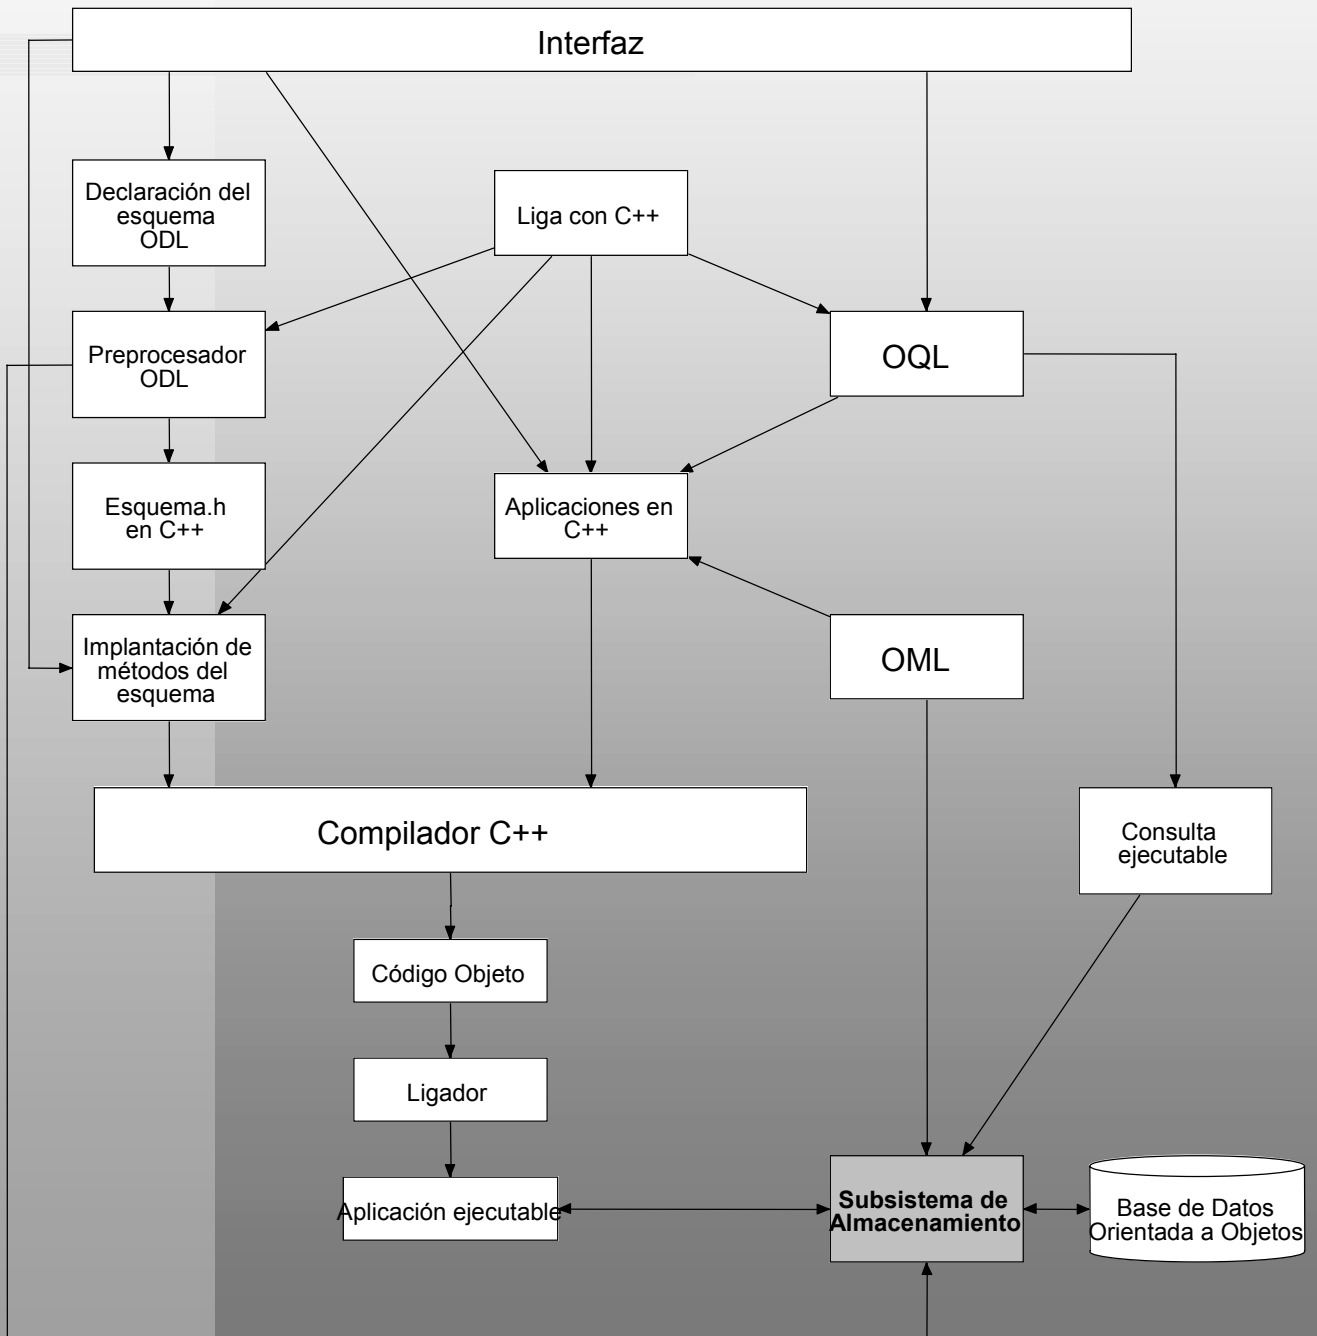 Interfaz
Declaración del
esquema
ODL
Liga con C++
Preprocesador
ODL
OQL
Esquema.h
en C++
Aplicaciones en
C++
Implantación de
métodos del
esquema
OML
Compilador C++
Consulta
ejecutable
Código Objeto
Ligador
Aplicación ejecutable
Subsistema de
Almacenamiento
Base de Datos
Orientada a Objetos